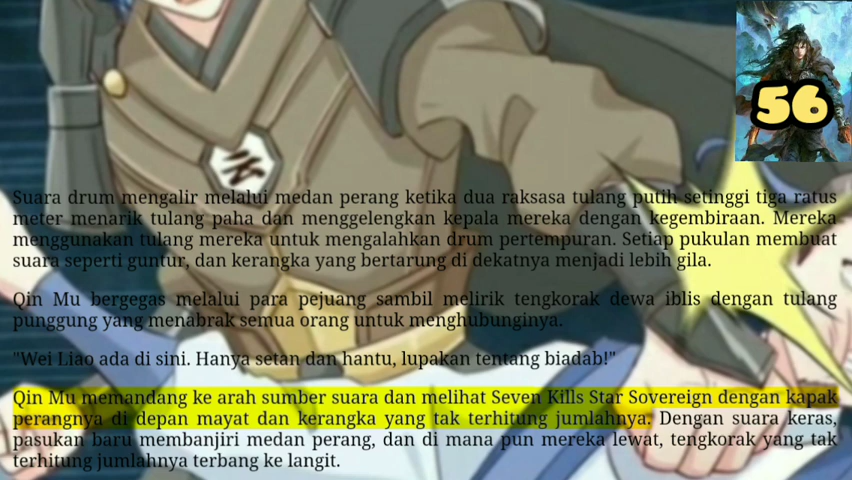 56
Suara drum mengalir melalui medan perang ketika dua raksasa tulang putih setinggi tiga ratus
meter menarik tulang paha dan menggelengkan kepala mereka dengan kegembiraan. Mereka
menggunakan tulang mereka untuk mengalahkan drum pertempuran. Setiap pukulan membuat
suara seperti guntur, dan kerangka yang bertarung di dekatnya menjadi lebih gila.
Qin Mu bergegas melalui para pejuang sambil melirik tengkorak dewa iblis dengan tulang
punggung yang menabrak semua orang untuk menghubunginya.
"Wei Liao ada di sini. Hanya setan dan hantu, lupakan tentang biadab!"
Qin Mu memandang ke arah sumber suara dan melihat Seven Kills Star Sovereign dengan kapak
perangnya di depan mayat dan kerangka yang tak terhitung jumlahnya. Dengan suara keras,
pasukan baru membanjiri medan perang, dan di mana pun mereka lewat, tengkorak yang tak
terhitung jumlahnya terbang ke langit.